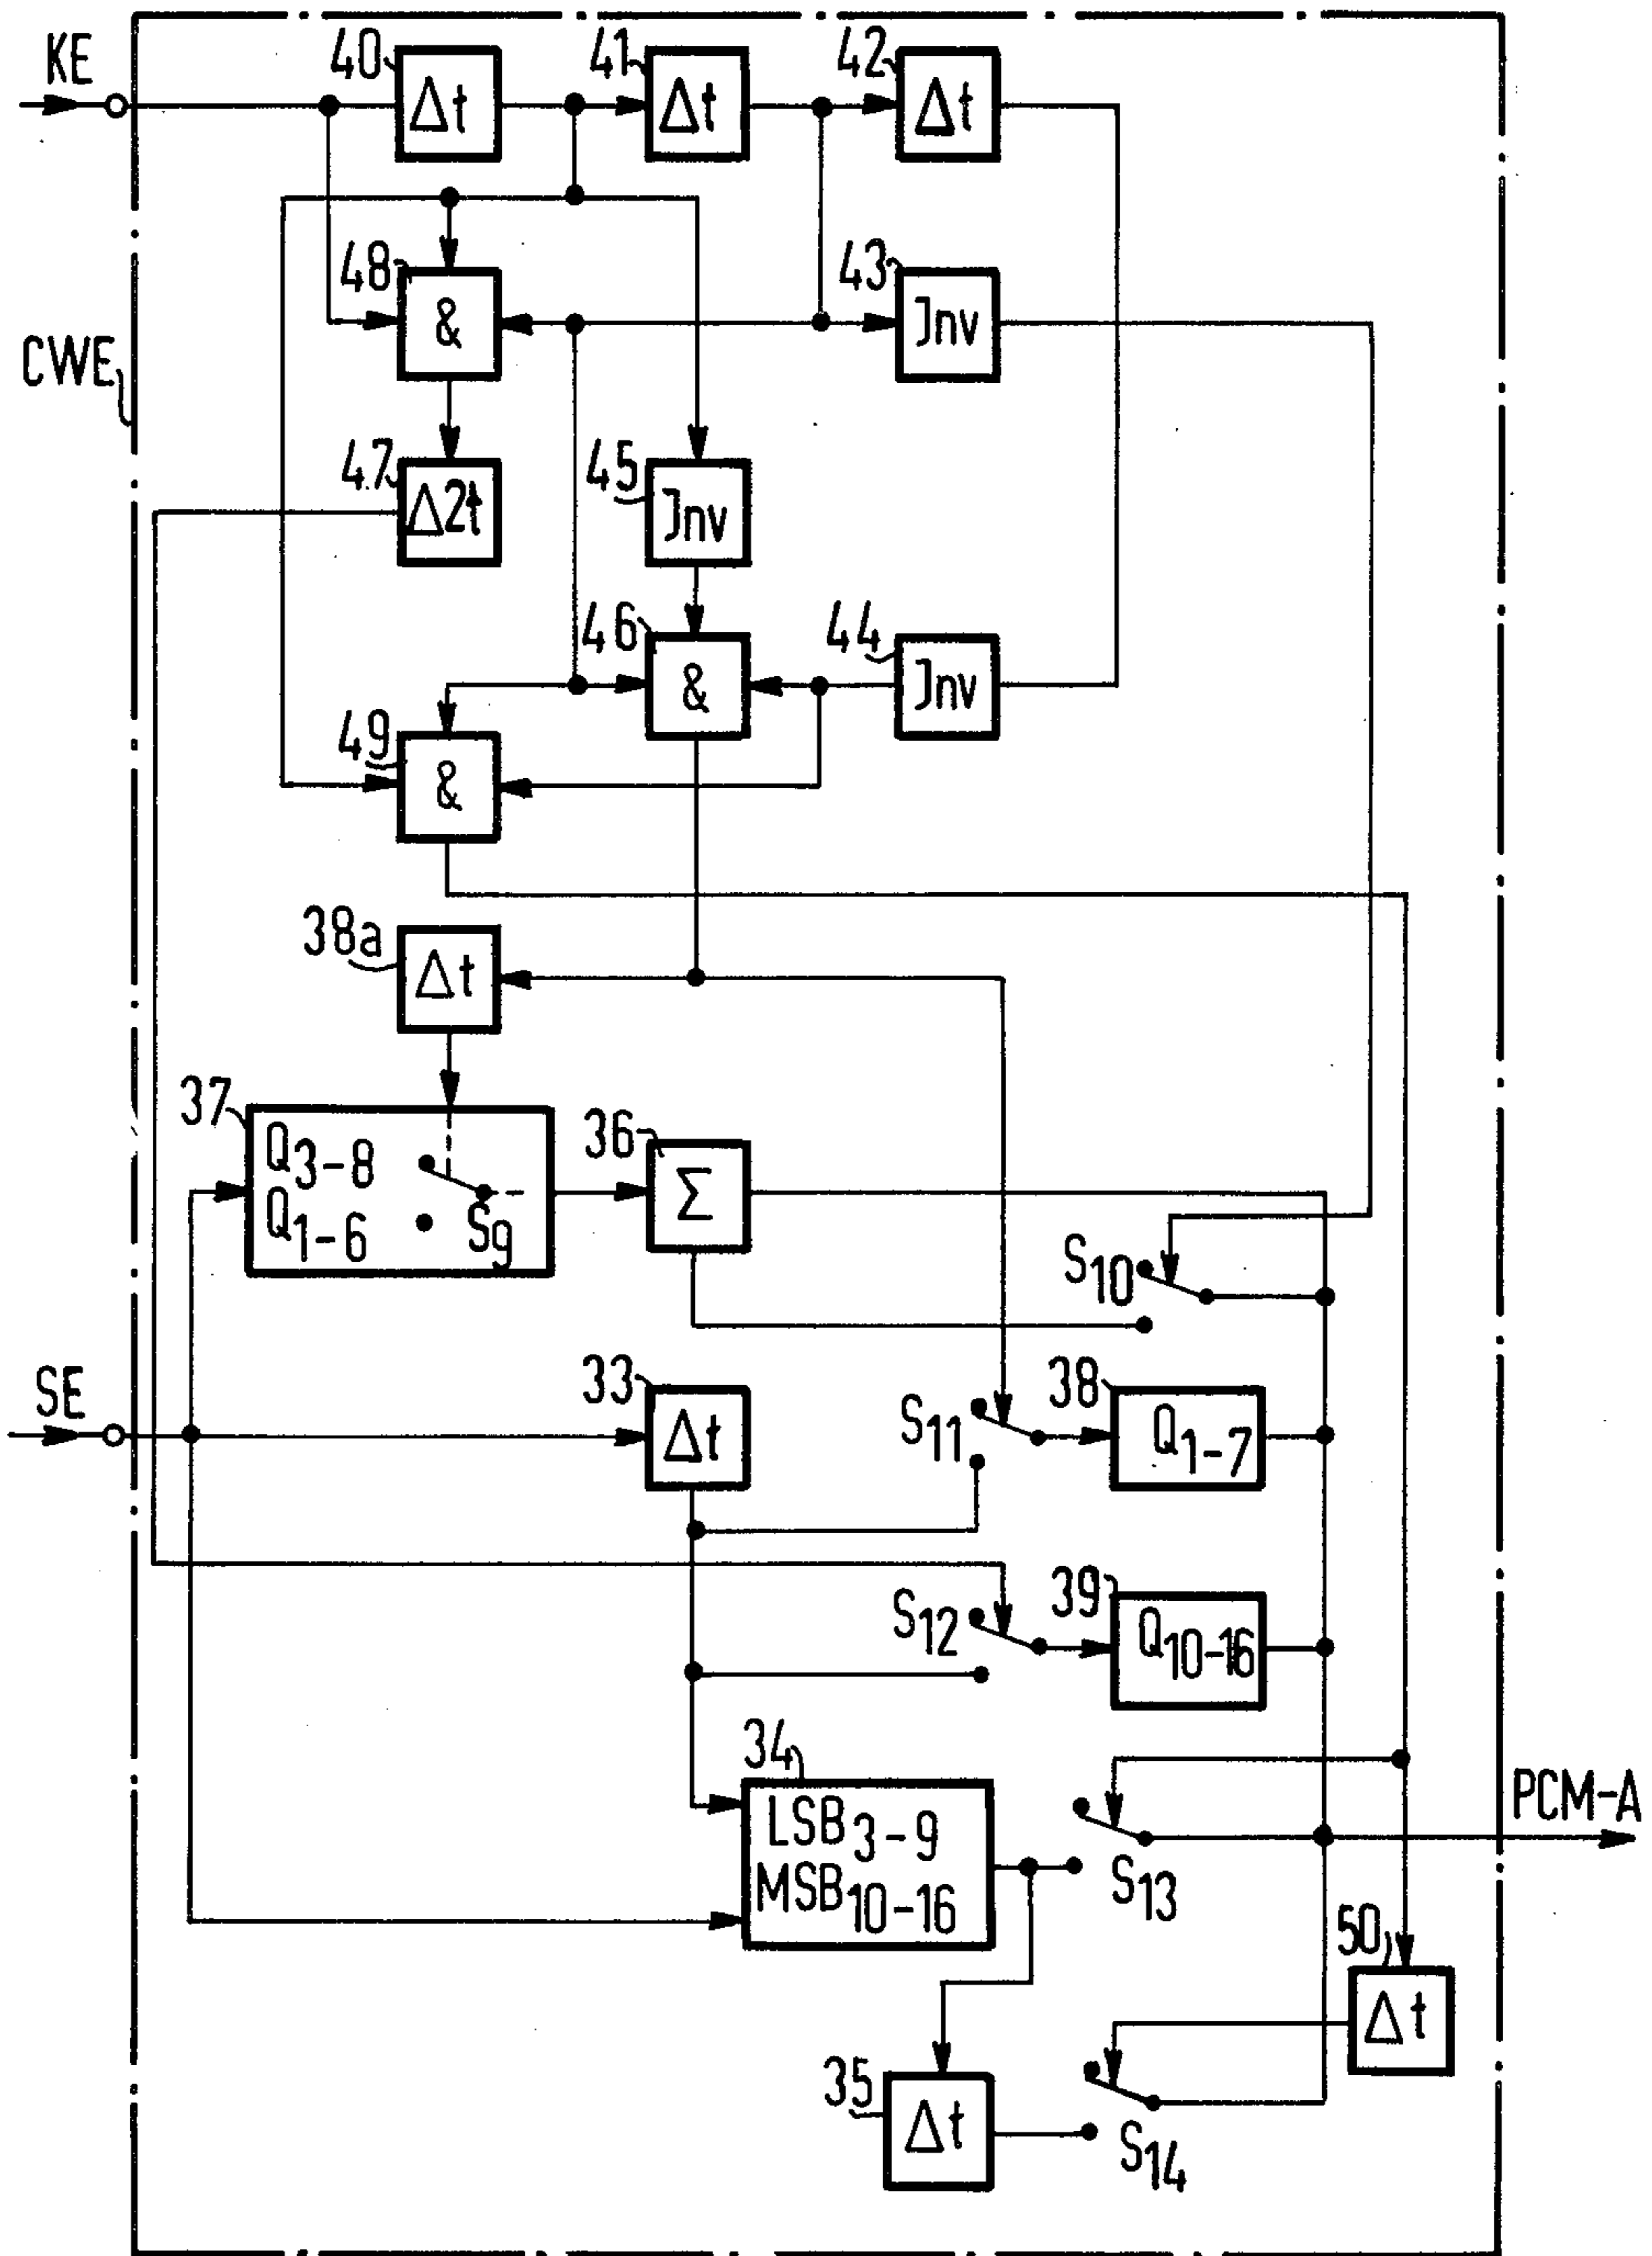 KE
40
Δt
41
Δt
42
Δt
48
&
43
Jnv
CWE
47
Δ2t
45
Jnv
46
&
44
Jnv
49
&
38a
Δt
37
Q3-8
Q1-6
S9
36
Σ
S10
SE
33
Δt
S11
38
Q1-7
S12
39
Q10-16
34
LSB3-9
MSB10-16
S13
PCM-A
50
Δt
35
Δt
S14